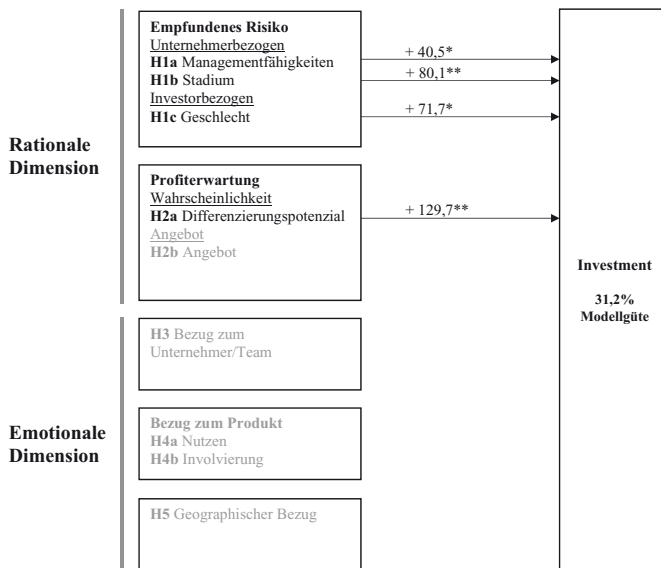 Rationale
Dimension
Empfundenes Risiko
Unternehmerbezogen
H1a Managementfähigkeiten
H1b Stadium
Investorbezogen
H1c Geschlecht
+ 40,5*
+ 80,1**
+ 71,7*
Profiterwartung
Wahrscheinlichkeit
H2a Differenzierungspotenzial
Angebot
H2b Angebot
+ 129,7**
Emotionale
Dimension
H3 Bezug zum
Unternehmer/Team
Bezug zum Produkt
H4a Nutzen
H4b Involvierung
H5 Geographischer Bezug
Investment
31,2%
Modellgüte